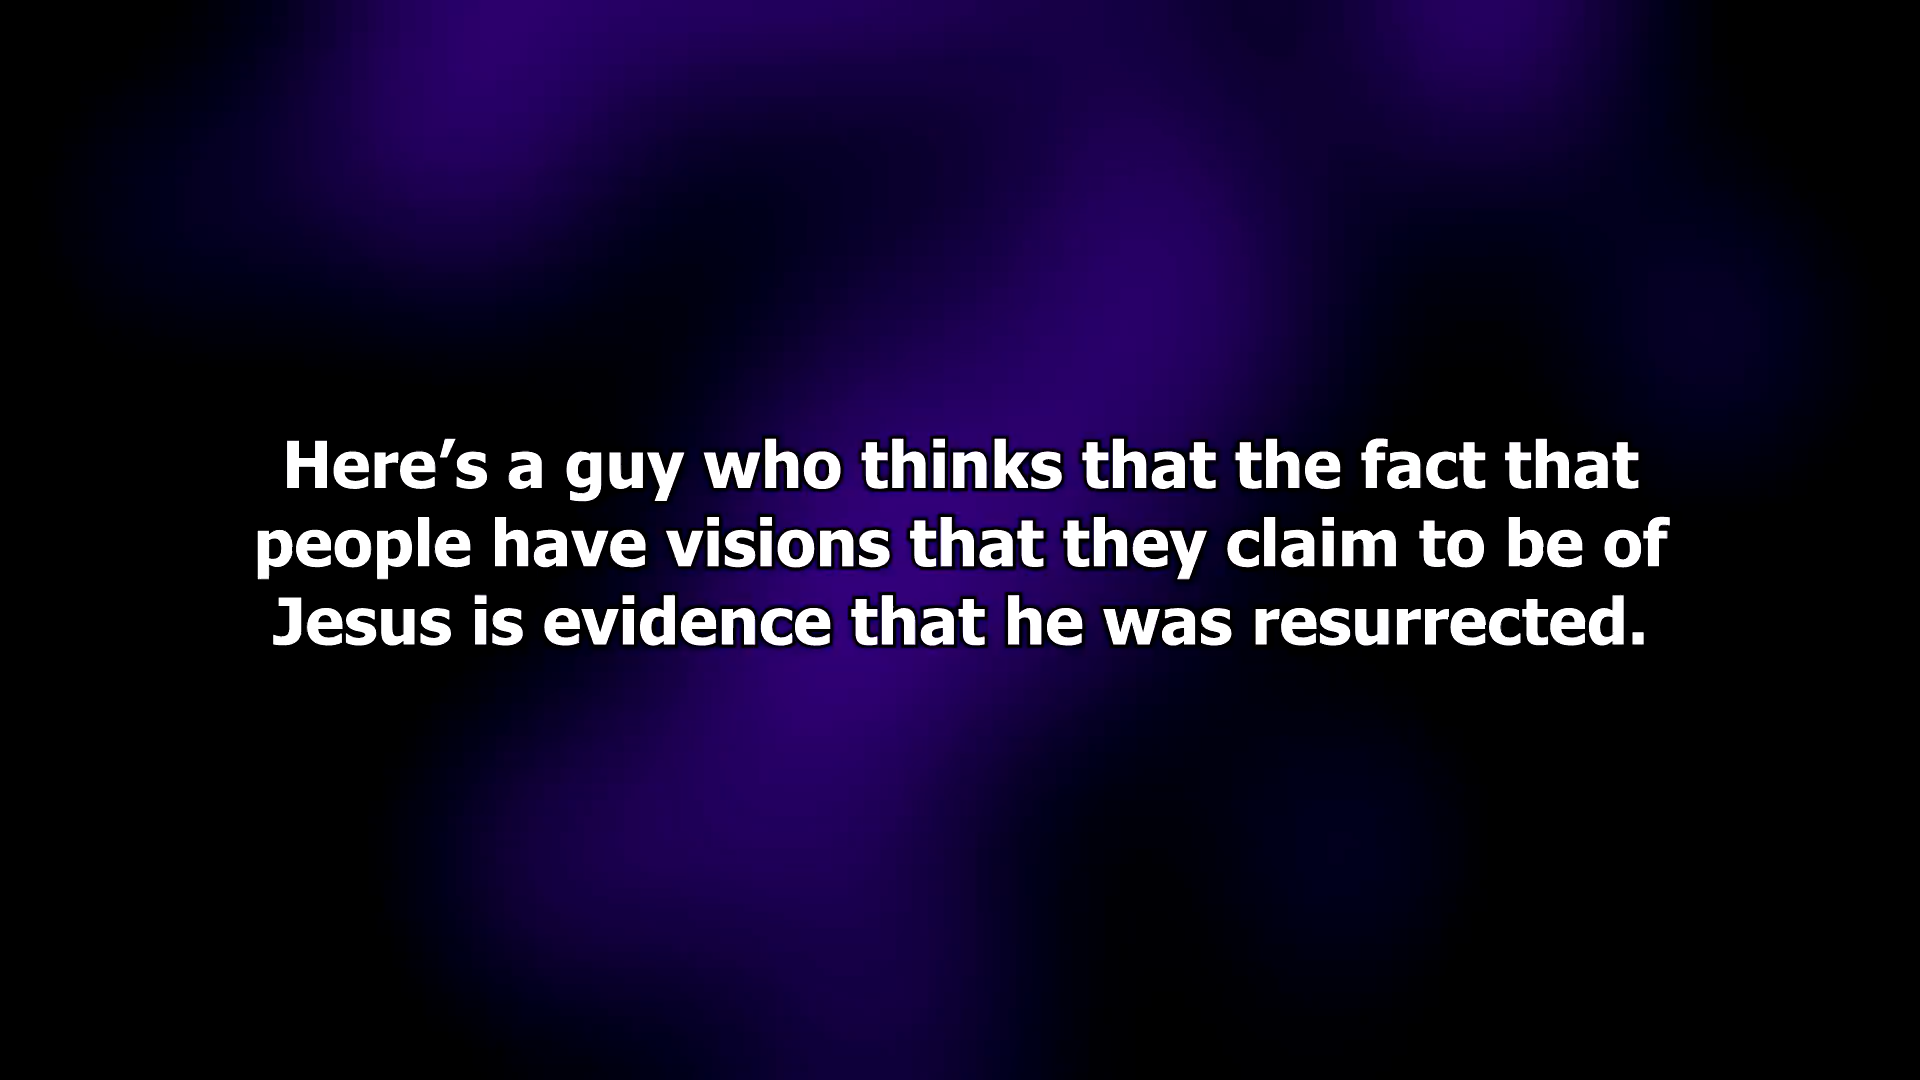 Here’s a guy who thinks that the fact that
people have visions that they claim to be of
Jesus is evidence that he was resurrected.